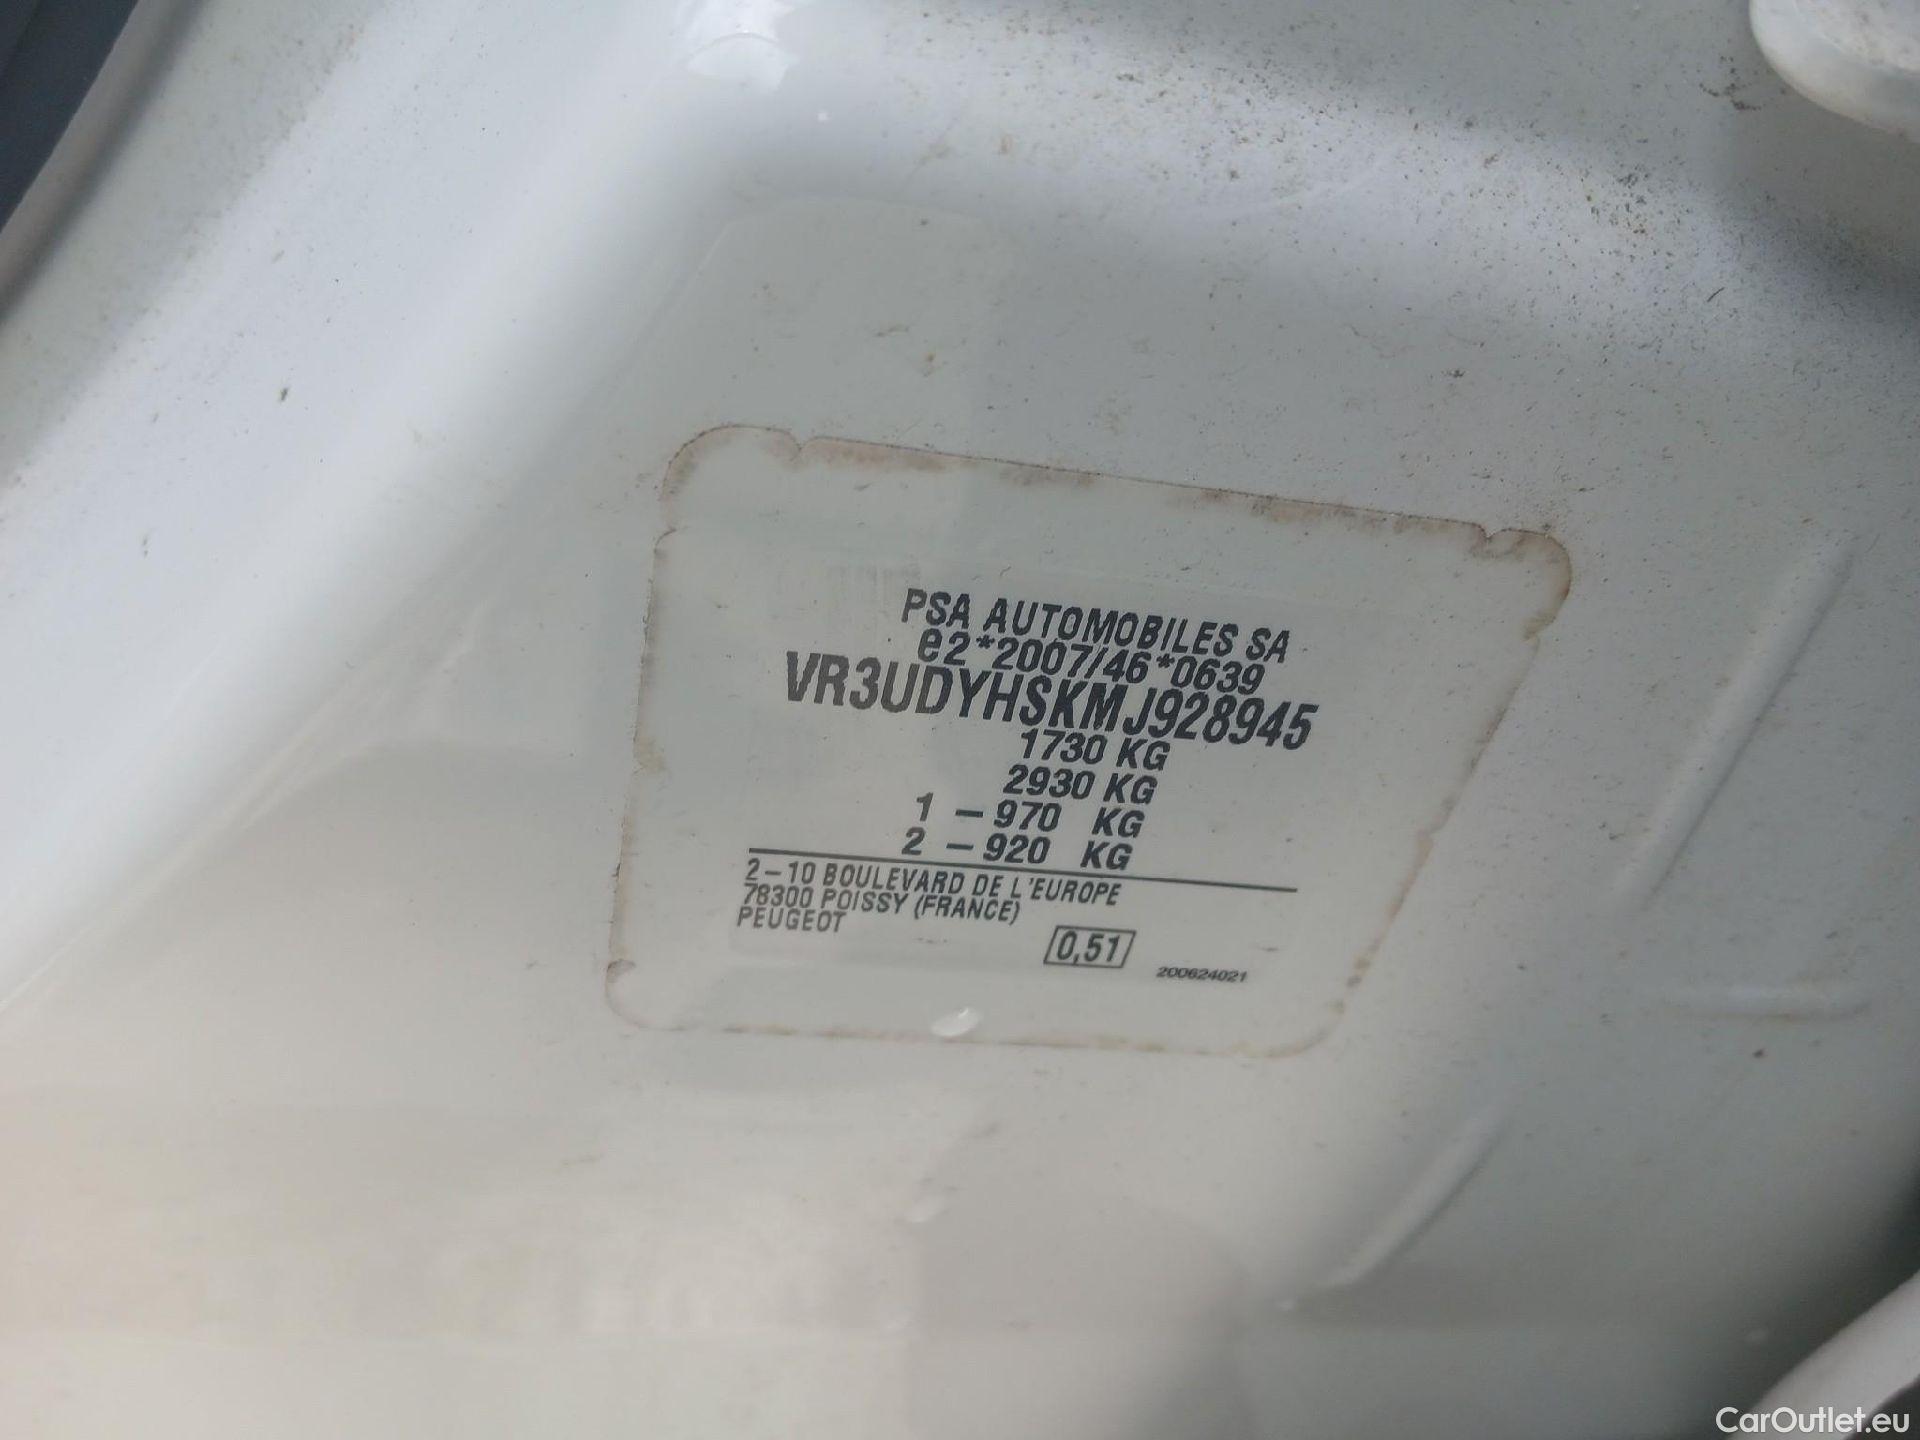 PSA AUTOMOBILES SA
e2*2007/46*0639
VR3UDYHSKMJ928945
1730 KG
2930 KG
1 – 970 KG
2 – 920 KG
2–10 BOULEVARD DE L'EUROPE
78300 POISSY (FRANCE)
PEUGEOT
0,51
200624021
CarOutlet.eu